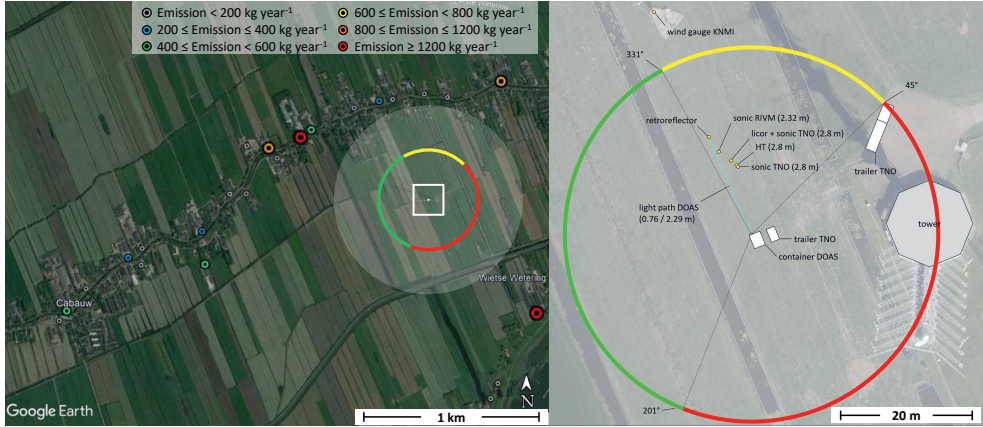 Emission < 200 kg year⁻¹
200 ≤ Emission ≤ 400 kg year⁻¹
400 ≤ Emission < 600 kg year⁻¹
600 ≤ Emission < 800 kg year⁻¹
800 ≤ Emission ≤ 1200 kg year⁻¹
Emission ≥ 1200 kg year⁻¹
Wetering
Wietse Wetering
Cabauw
Google Earth
N
1 km
wind gauge KNMI
331°
45°
retroreflector
sonic RIVM (2.32 m)
licor + sonic TNO (2.8 m)
HT (2.8 m)
sonic TNO (2.8 m)
trailer TNO
light path DOAS
(0.76 / 2.29 m)
tower
trailer TNO
container DOAS
201°
20 m